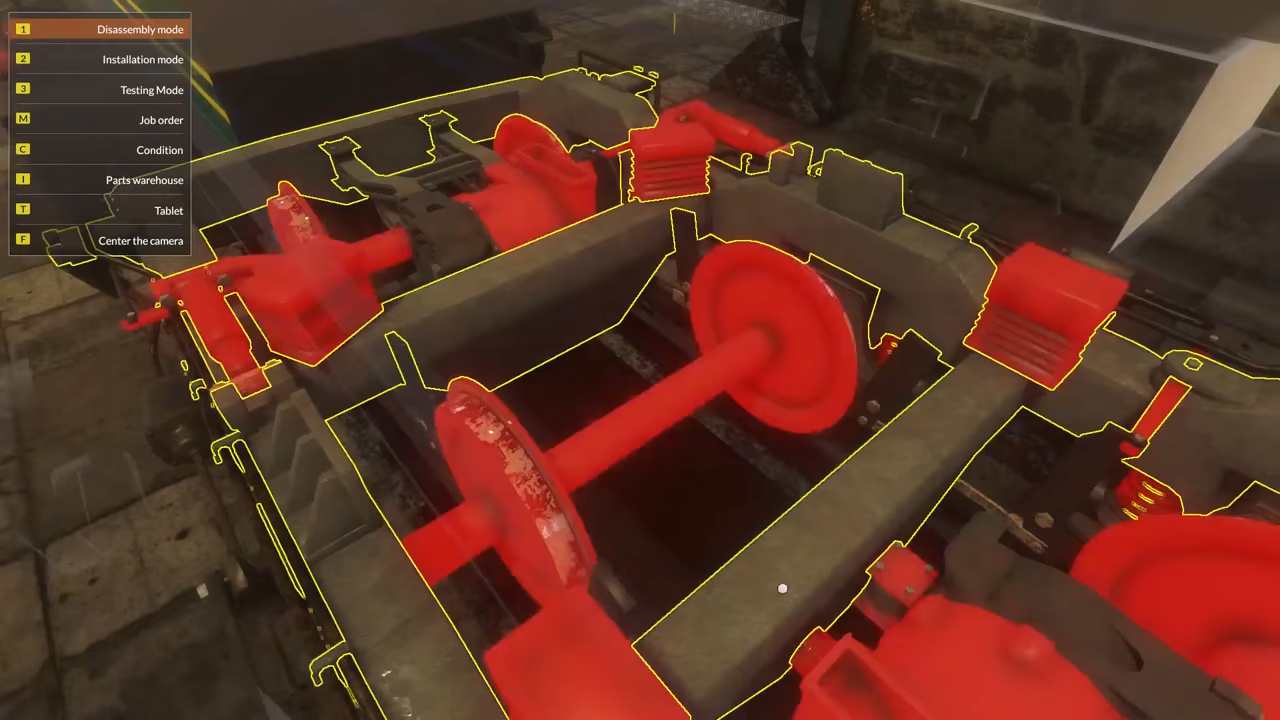 1 Disassembly mode
2 Installation mode
3 Testing Mode
M Job order
C Condition
I Parts warehouse
T Tablet
F Center the camera